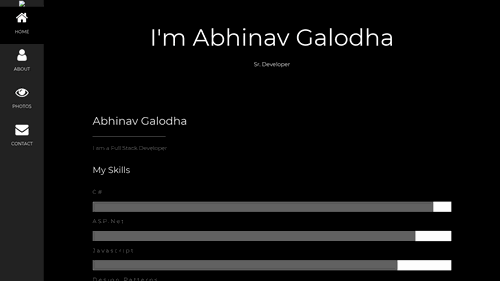 HOME
ABOUT
PHOTOS
CONTACT
I'm Abhinav Galodha
Sr. Developer
Abhinav Galodha
I am a Full Stack Developer
My Skills
C#
ASP.Net
Javascript
Design Patterns